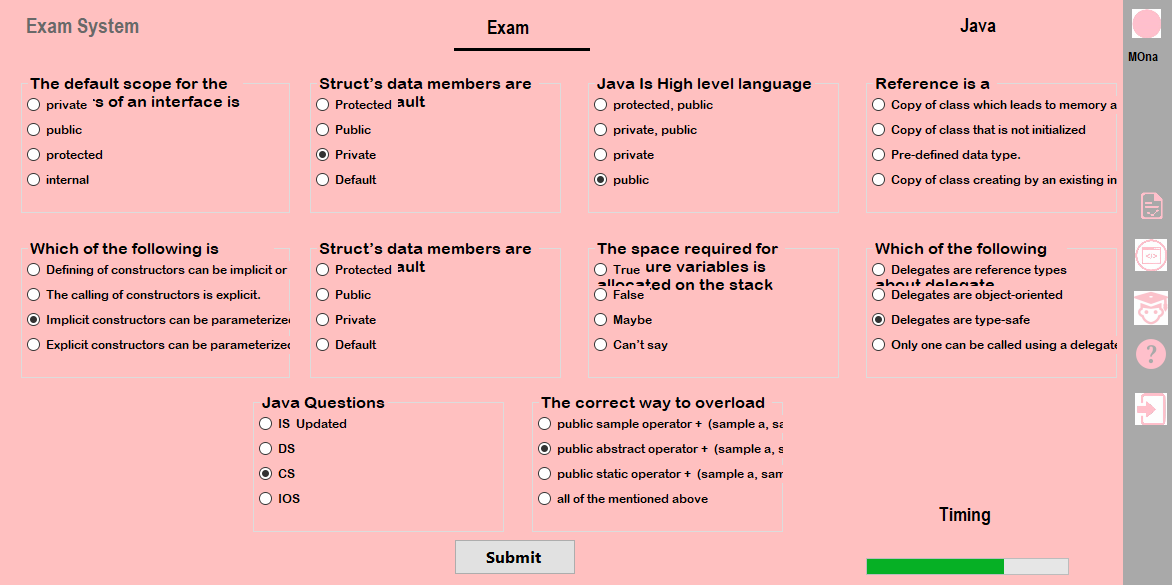 Exam System
Exam
Java
MOna
The default scope for the
's of an interface is
private
public
protected
internal
Struct's data members are
ault
Protected
Public
Private
Default
Java Is High level language
protected, public
private, public
private
public
Reference is a
Copy of class which leads to memory a
Copy of class that is not initialized
Pre-defined data type.
Copy of class creating by an existing in
Which of the following is
Defining of constructors can be implicit or
The calling of constructors is explicit.
Implicit constructors can be parameterize
Explicit constructors can be parameterized
Struct's data members are
ault
Protected
Public
Private
Default
The space required for
ure variables is
allocated on the stack
True
False
Maybe
Can't say
Which of the following
about delegate
Delegates are reference types
Delegates are object-oriented
Delegates are type-safe
Only one can be called using a delegate
Java Questions
IS Updated
DS
CS
IOS
The correct way to overload
public sample operator + (sample a, sa
public abstract operator + (sample a, s
public static operator + (sample a, sam
all of the mentioned above
Timing
Submit